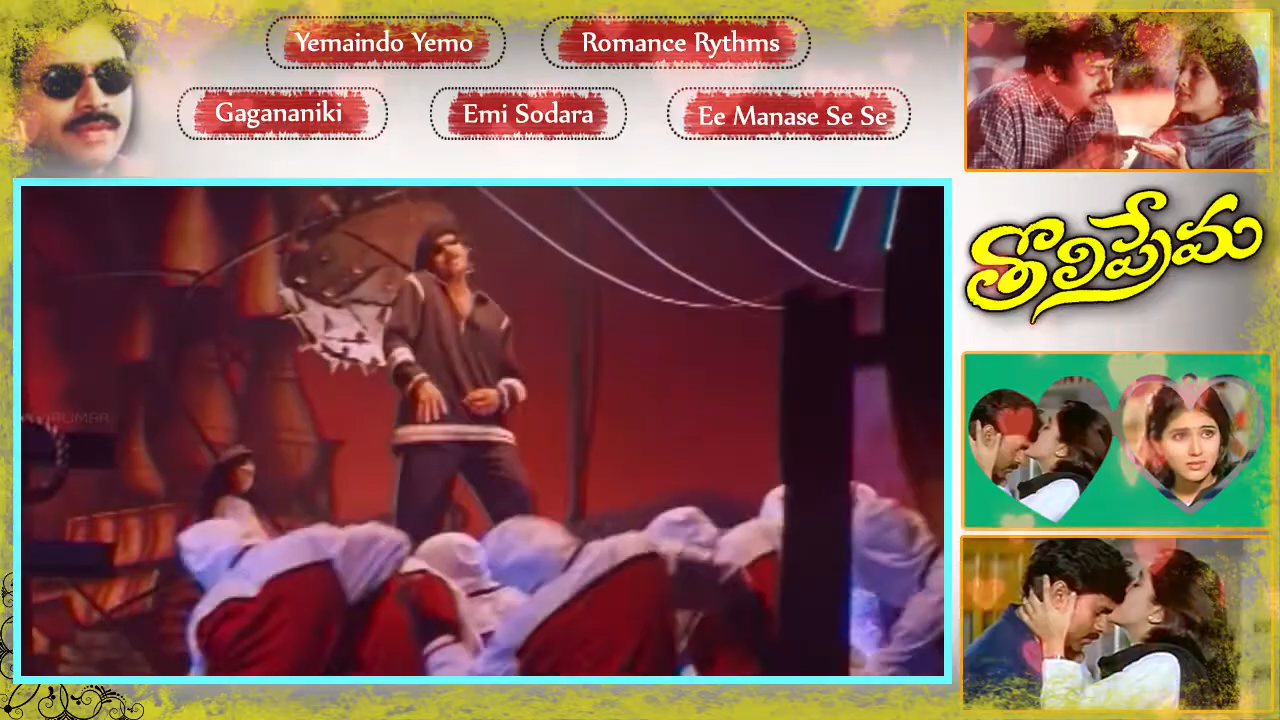 Yemaindo Yemo
Romance Rythms
Gagananiki
Emi Sodara
Ee Manase Se Se
తొలిప్రేమ